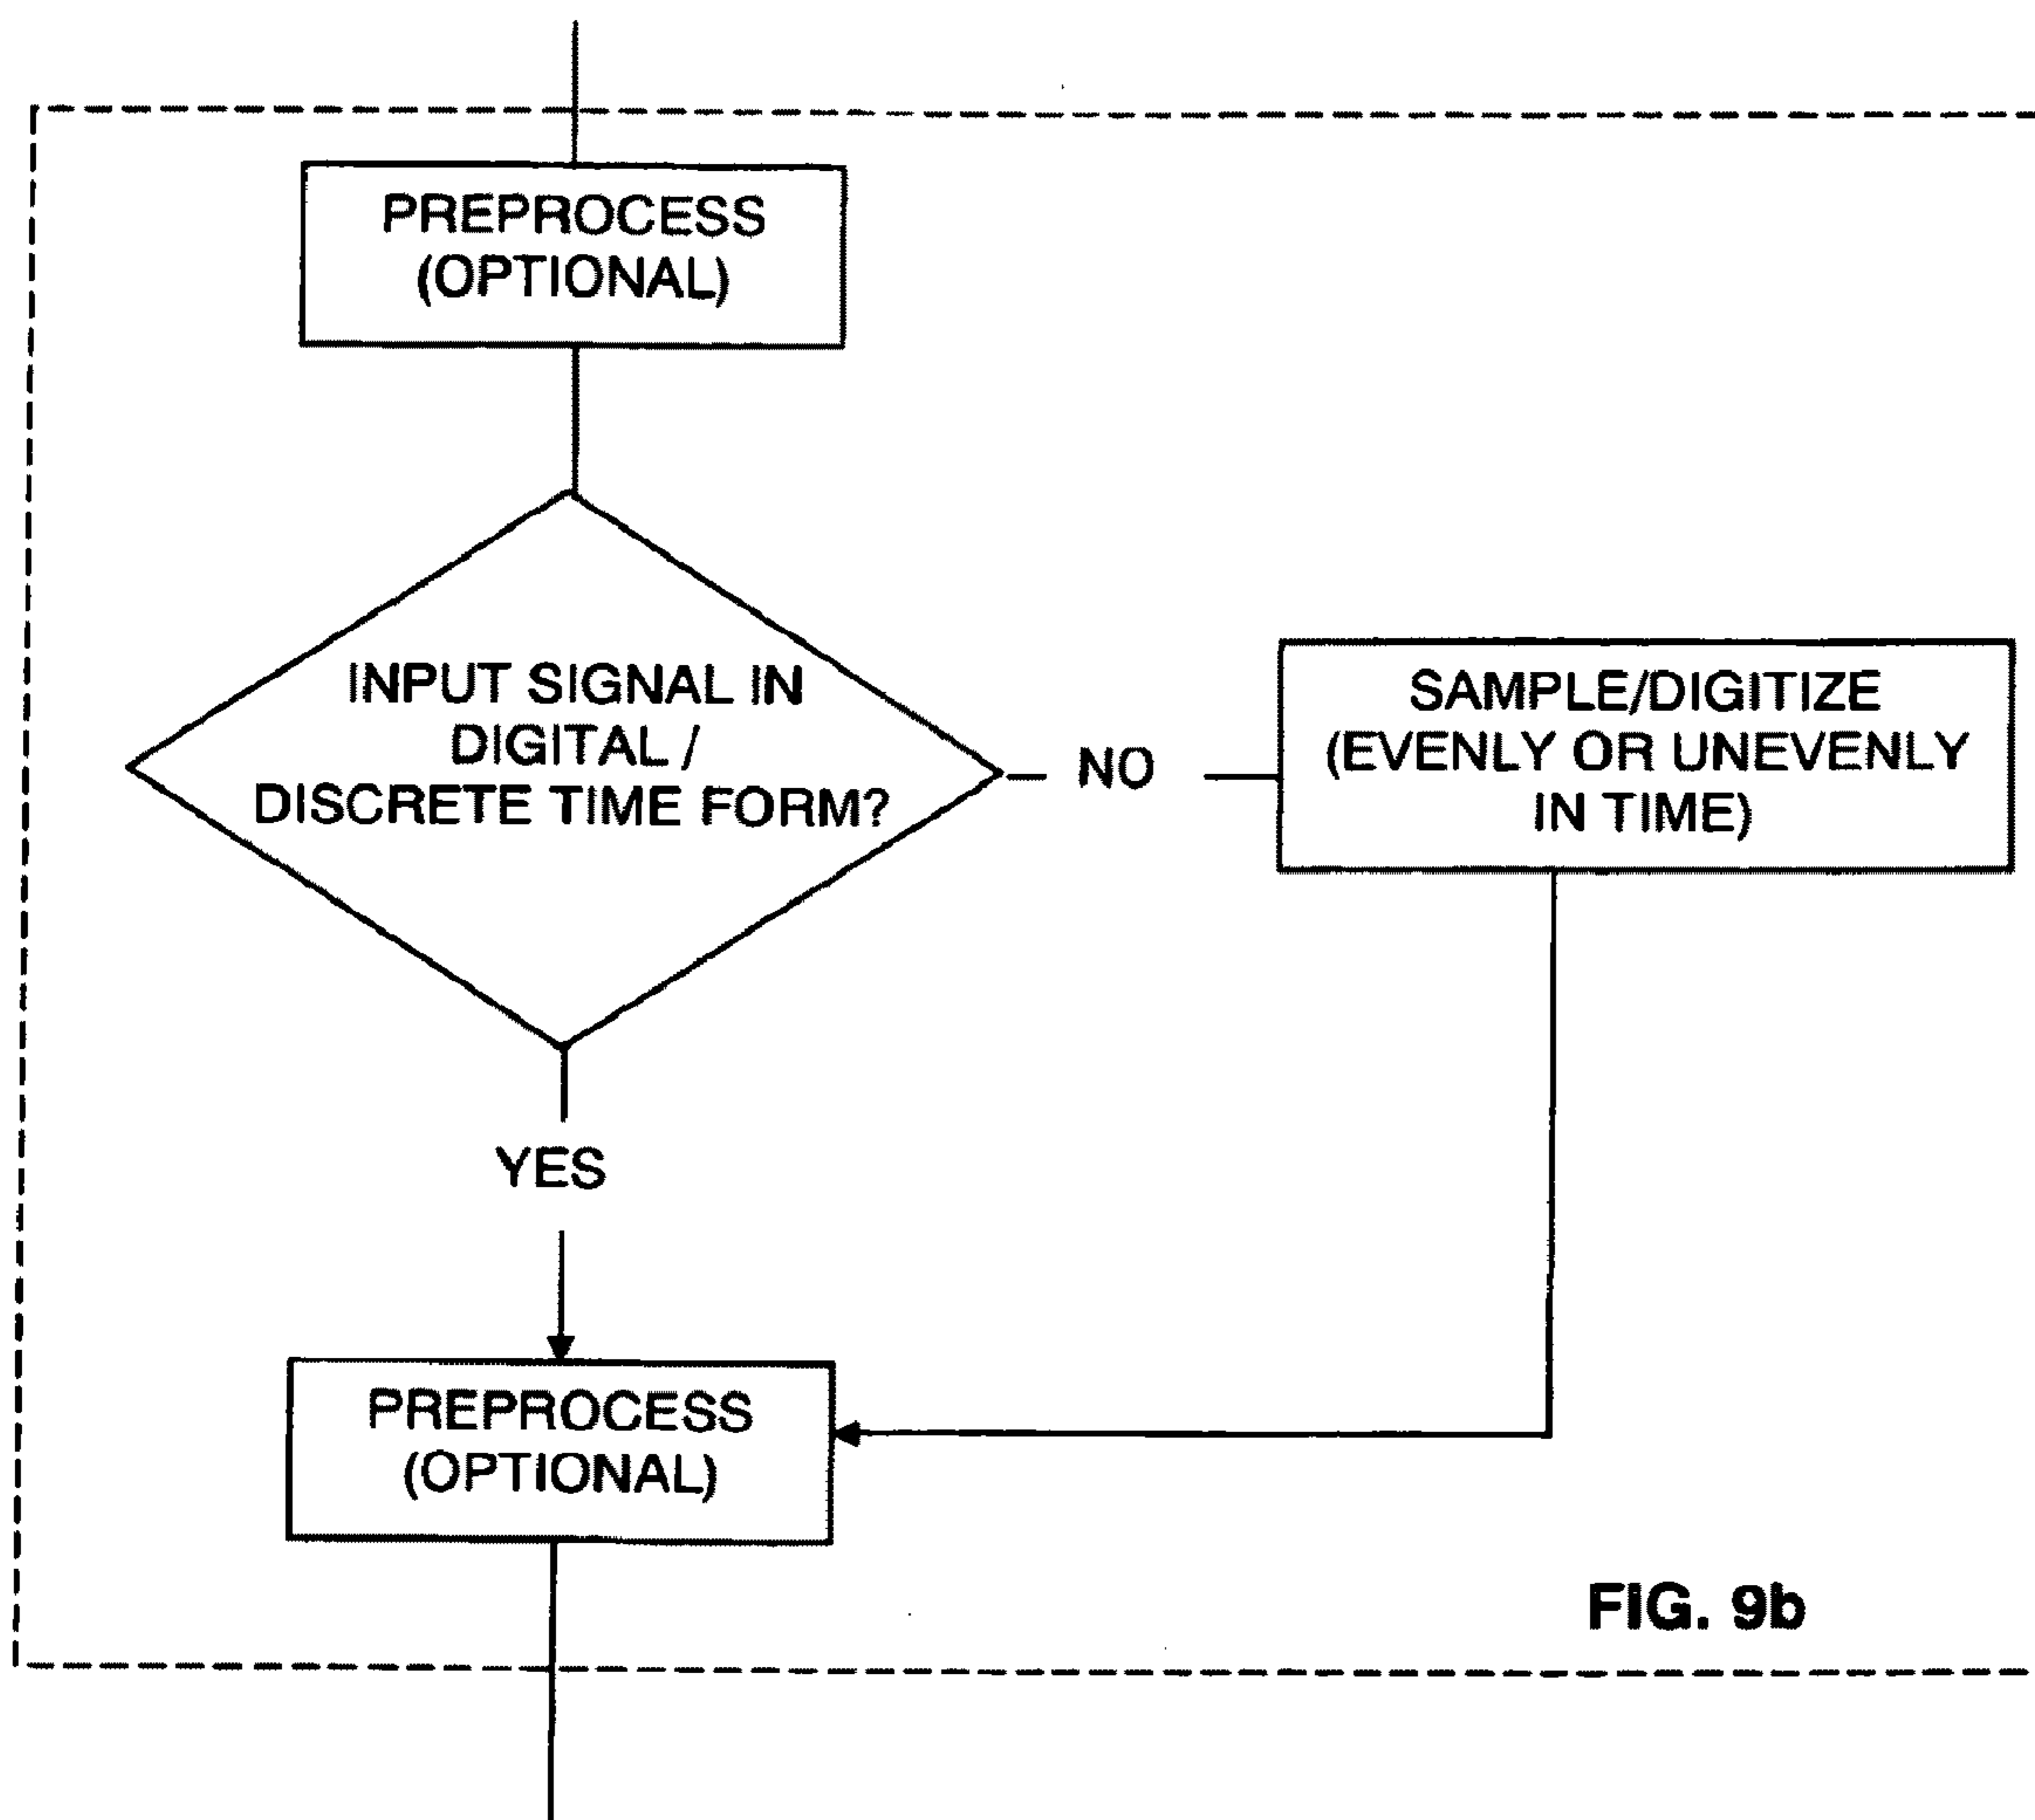 PREPROCESS
(OPTIONAL)
INPUT SIGNAL IN
DIGITAL /
DISCRETE TIME FORM?
NO
SAMPLE/DIGITIZE
(EVENLY OR UNEVENLY
IN TIME)
YES
PREPROCESS
(OPTIONAL)
FIG. 9b